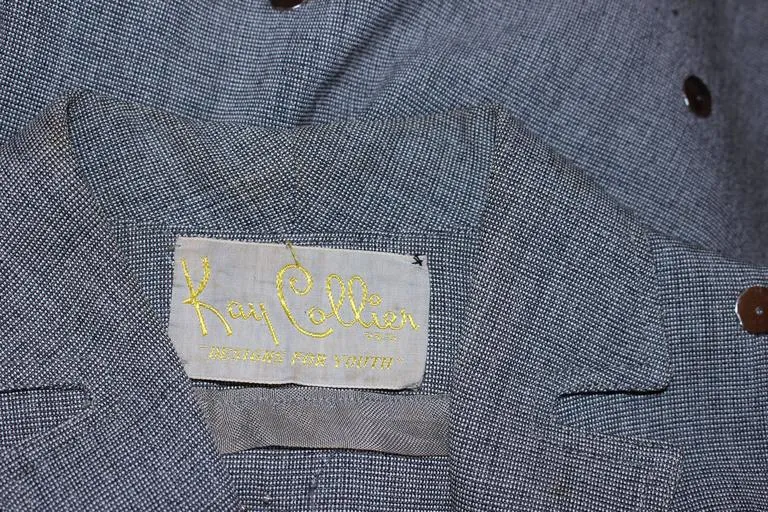 Kay Collier
"DESIGNS FOR YOUTH"